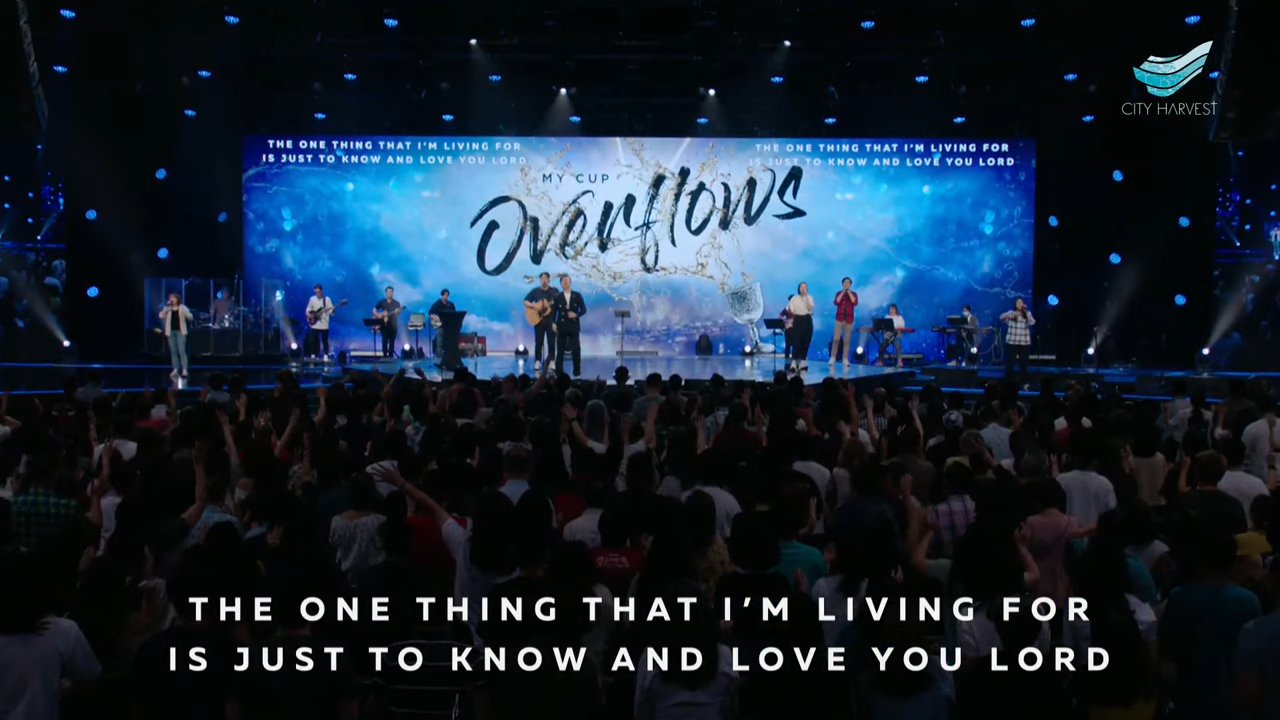 CITY HARVEST
THE ONE THING THAT I'M LIVING FOR
IS JUST TO KNOW AND LOVE YOU LORD
THE ONE THING THAT I'M LIVING FOR
IS JUST TO KNOW AND LOVE YOU LORD
MY CUP
Overflows
THE ONE THING THAT I'M LIVING FOR
IS JUST TO KNOW AND LOVE YOU LORD